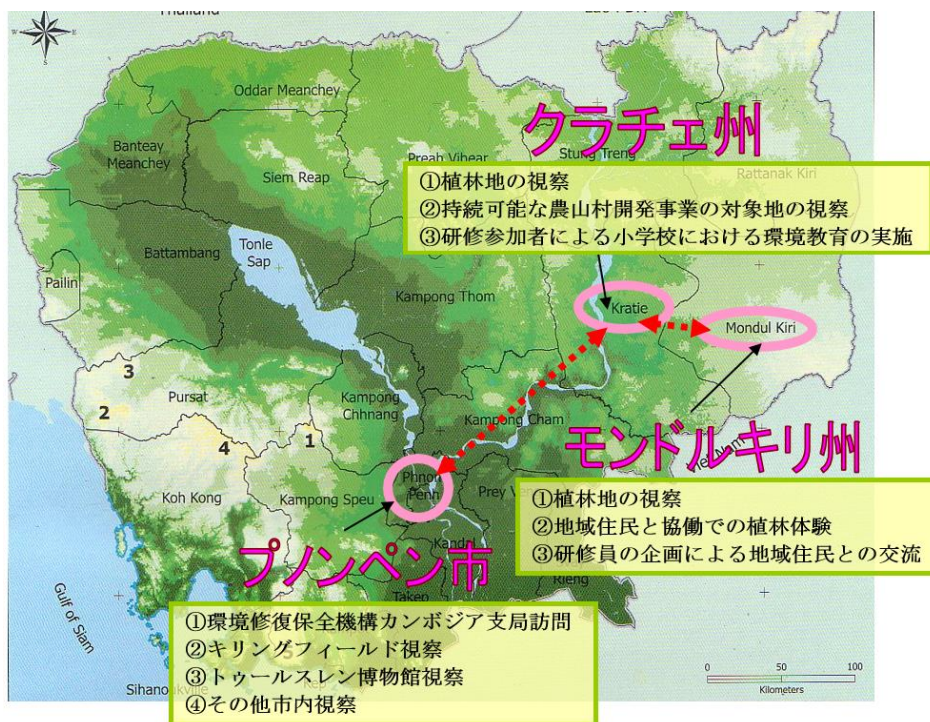 Thailand
N
W
E
S
Oddar Meanchey
Banteay
Meanchey
Preah Vihear
クラチェ州
Stung Treng
Siem Reap
Rattanak Kiri
①植林地の視察
②持続可能な農山村開発事業の対象地の視察
③研修参加者による小学校における環境教育の実施
Battambang
Tonle
Sap
Pailin
Kampong Thom
Kratie
Mondul Kiri
3
Pursat
2
4
1
Kampong
Chhnang
Kampong Cham
モンドルキリ州
Koh Kong
Kampong Speu
Phnom
Penh
①植林地の視察
②地域住民と協働での植林体験
③研修員の企画による地域住民との交流
プノンペン市
Kandal
Rieng
Gulf of Siam
①環境修復保全機構カンボジア支局訪問
②キリングフィールド視察
③トゥールスレン博物館視察
④その他市内視察
0 50 100
Kilometers